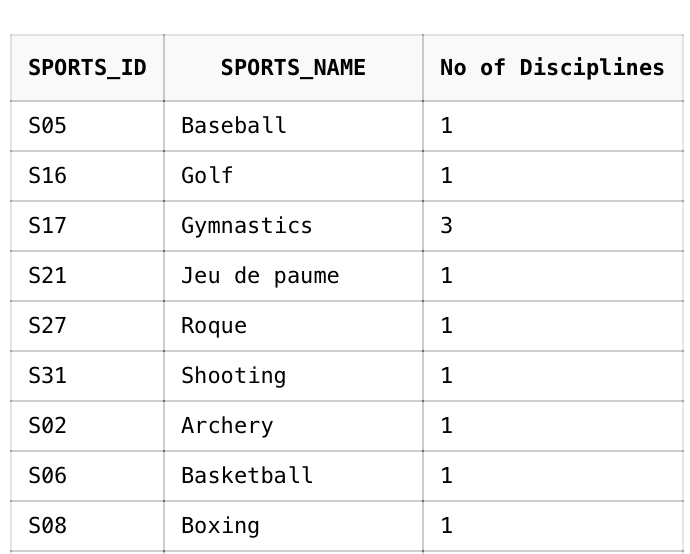 SPORTS_ID SPORTS_NAME No of Disciplines
S05 Baseball 1
S16 Golf 1
S17 Gymnastics 3
S21 Jeu de paume 1
S27 Roque 1
S31 Shooting 1
S02 Archery 1
S06 Basketball 1
S08 Boxing 1